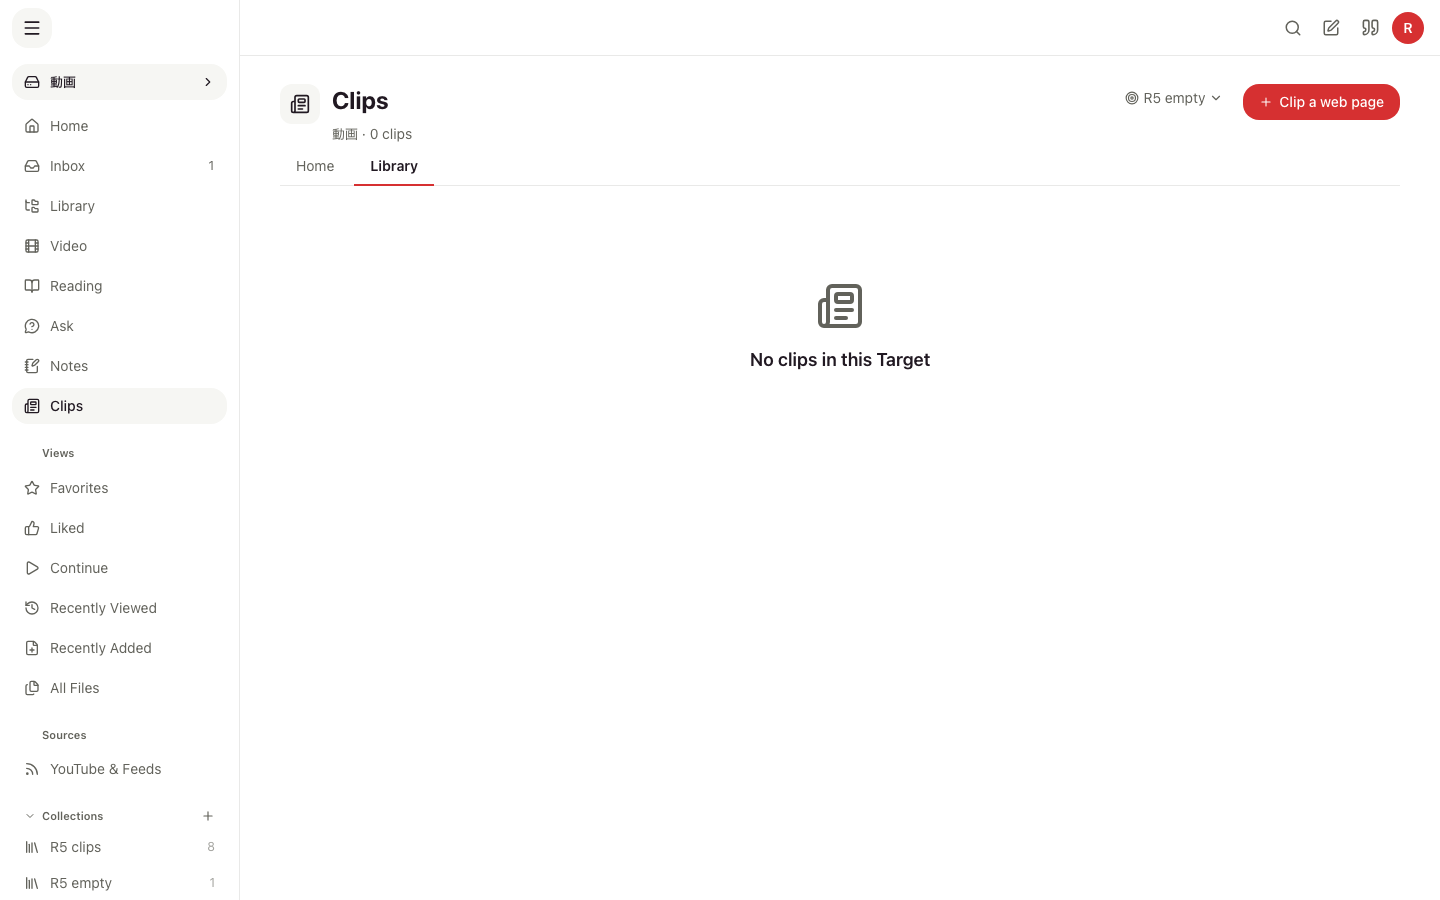 動画
Home
Inbox 1
Library
Video
Reading
Ask
Notes
Clips
Views
Favorites
Liked
Continue
Recently Viewed
Recently Added
All Files
Sources
YouTube & Feeds
Collections
R5 clips 8
R5 empty 1
R
Clips
R5 empty
Clip a web page
動画 · 0 clips
Home Library
No clips in this Target